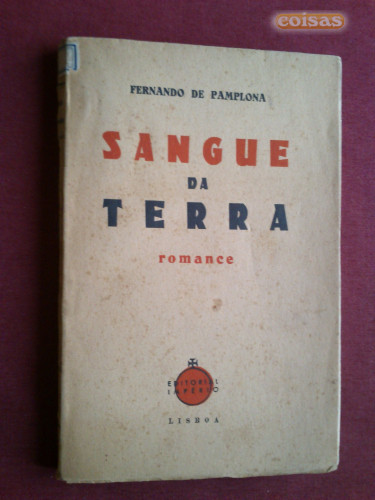 coisas
FERNANDO DE PAMPLONA
SANGUE
DA
TERRA
romance
EDITORIAL
IMPÉRIO
LISBOA